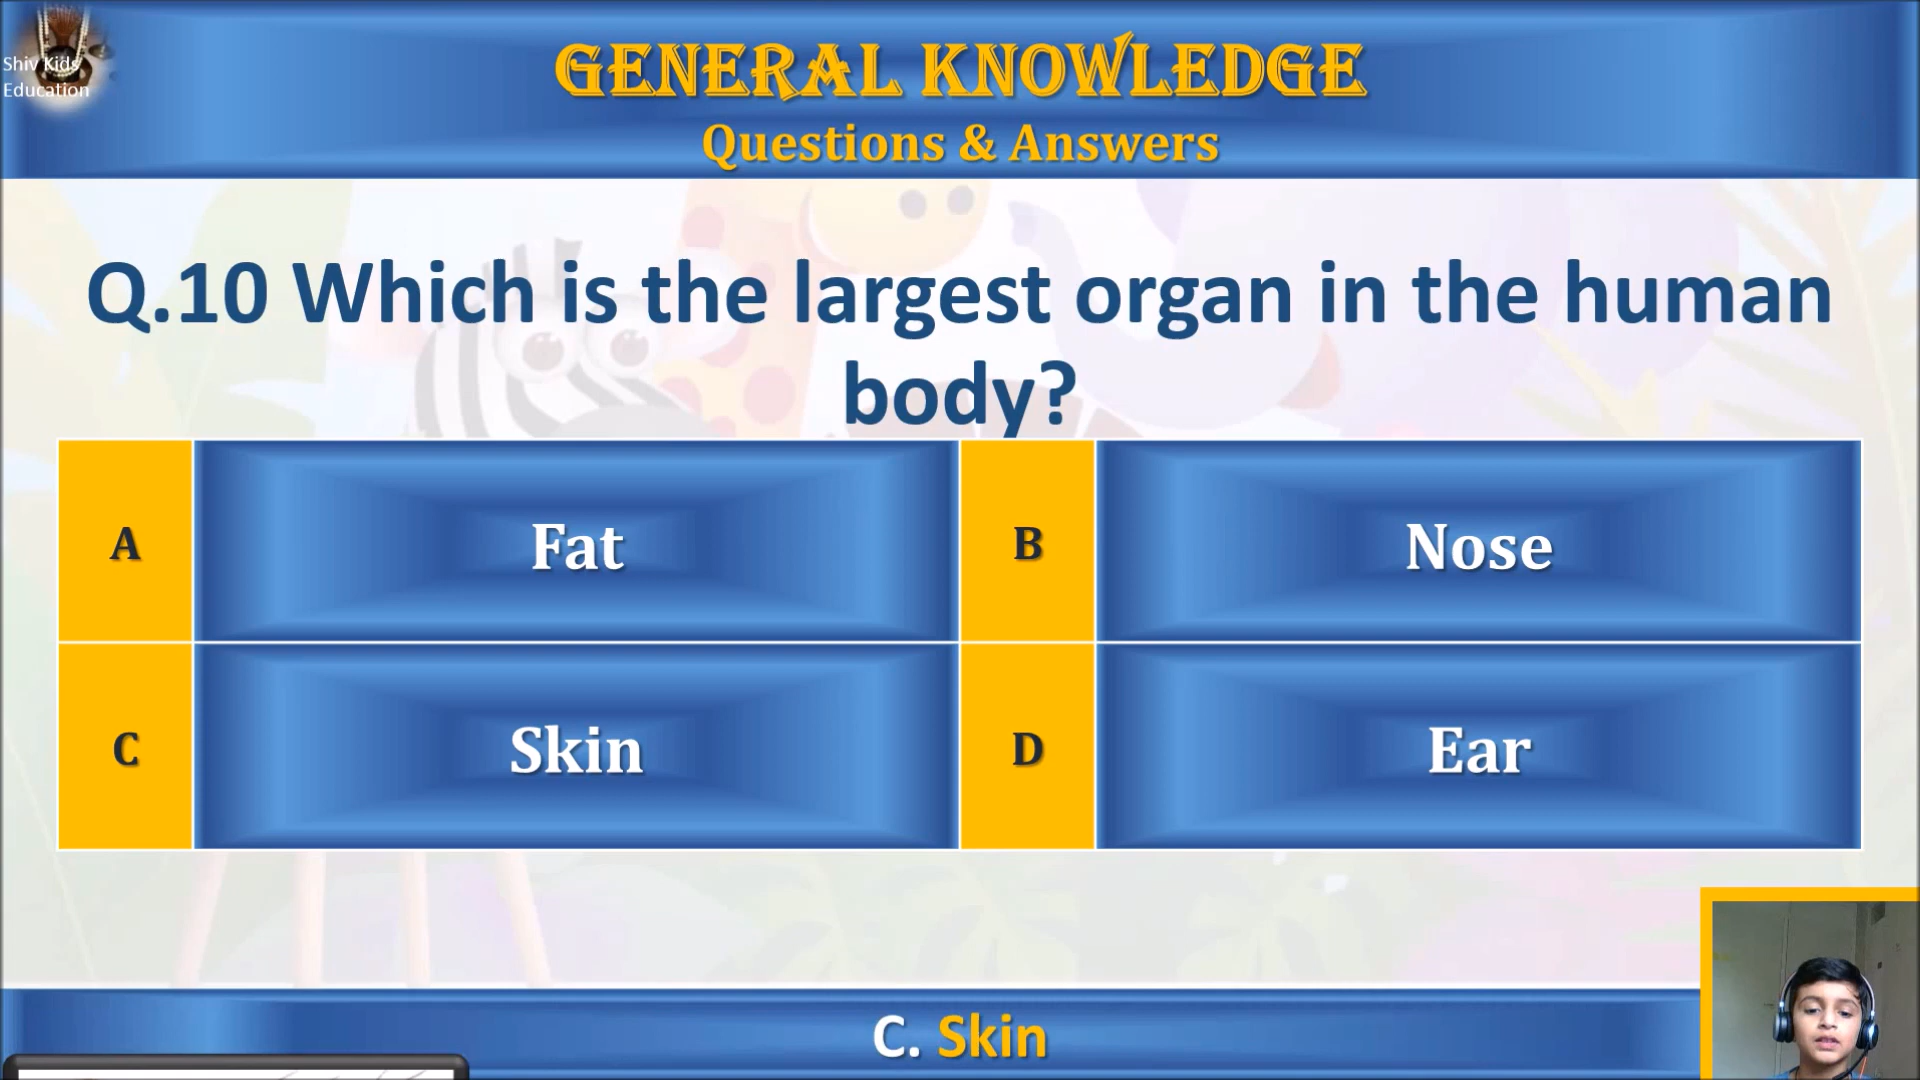 Shiv Kids
Education
GENERAL KNOWLEDGE
Questions & Answers
Q.10 Which is the largest organ in the human
body?
A Fat B Nose
C Skin D Ear
C. Skin